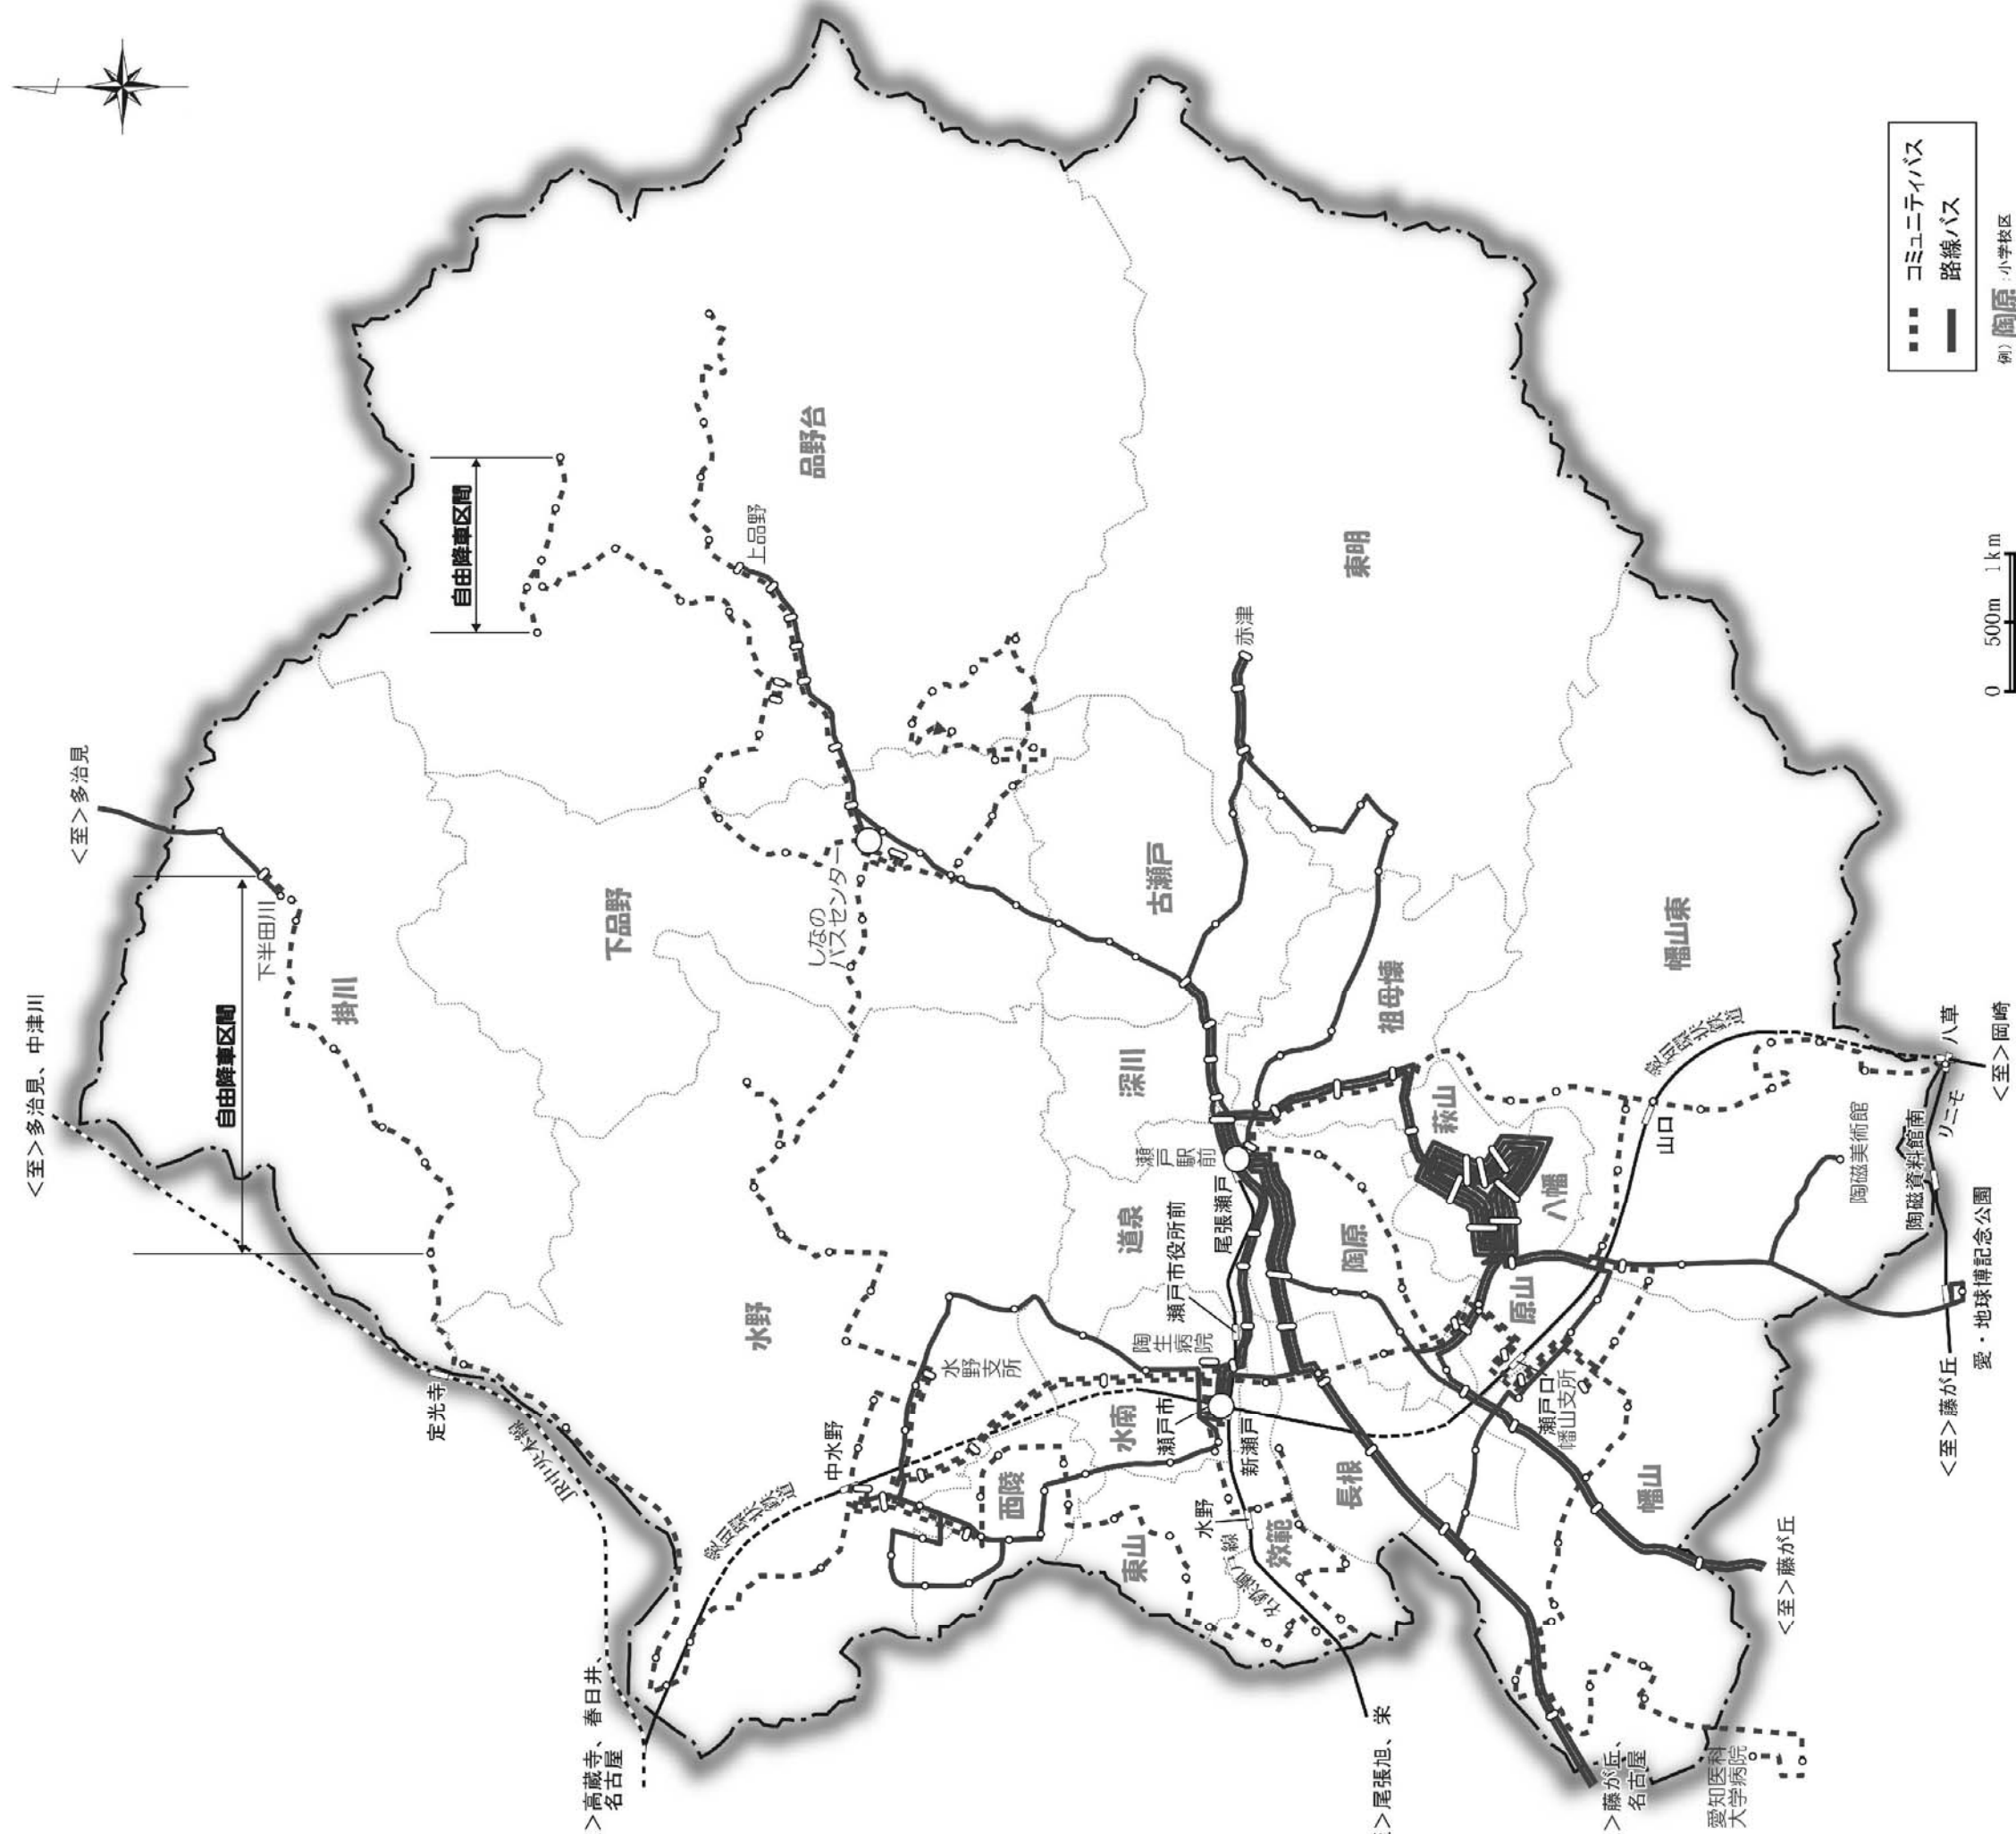 <至>多治見、中津川
<至>多治見
自由降車区間
下半田川
掛川
自由降車区間
品野台
上品野
下品野
しなの
バスセンター
定光寺
JR中央本線
水野
水野支所
中水野
愛知環状鉄道
>高蔵寺、春日井、
名古屋
東明
赤津
古瀬戸
深川
祖母懐
道泉
瀬戸
駅前
尾張瀬戸
瀬戸市役所前
陶生
病院
水南
瀬戸市
新瀬戸
西陵
東山
水野
名鉄瀬戸線
效範
長根
陶原
萩山
八幡
原山
瀬戸口
幡山支所
幡山
幡山東
愛知環状鉄道
山口
陶磁美術館
陶磁資料館南
リニモ
八草
<至>岡崎
愛・地球博記念公園
<至>藤が丘
<至>藤が丘
>尾張旭、栄
>藤が丘、
名古屋
愛知医科
大学病院
コミュニティバス
路線バス
例) 陶原 : 小学校区
0 500m 1km